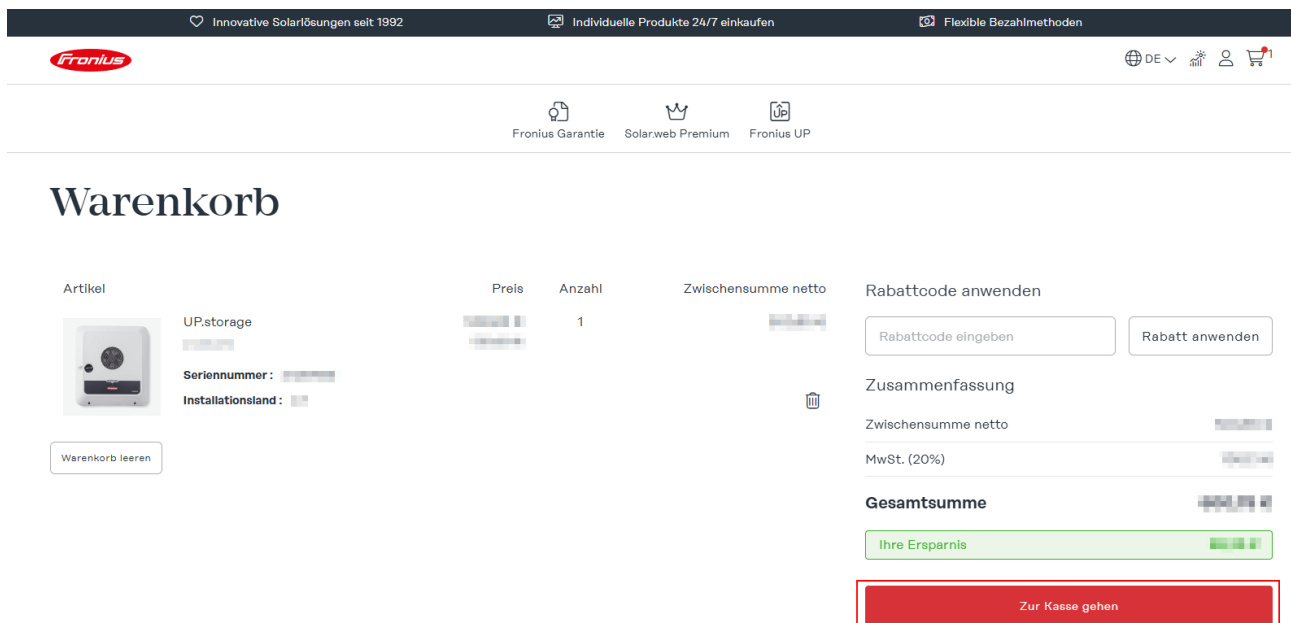 Innovative Solarlösungen seit 1992
Individuelle Produkte 24/7 einkaufen
Flexible Bezahlmethoden
Fronius
DE
1
Fronius Garantie
Solar.web Premium
UP
Fronius UP
Warenkorb
Artikel
Preis
Anzahl
Zwischensumme netto
UP.storage
1
Seriennummer :
Installationsland :
Warenkorb leeren
Rabattcode anwenden
Rabattcode eingeben
Rabatt anwenden
Zusammenfassung
Zwischensumme netto
MwSt. (20%)
Gesamtsumme
Ihre Ersparnis
Zur Kasse gehen